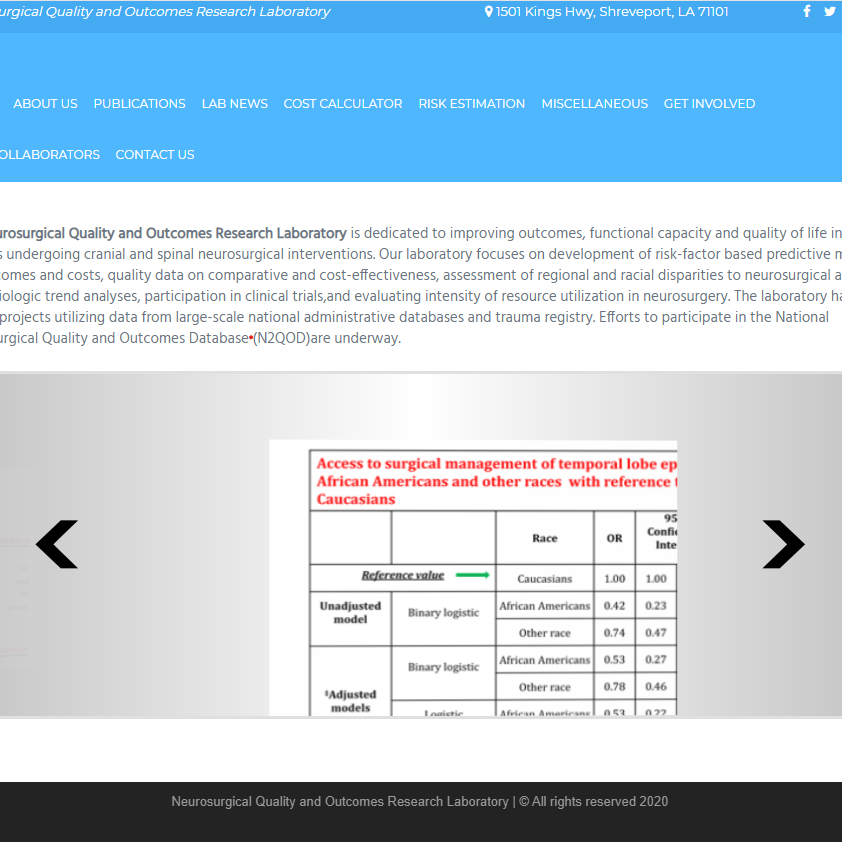 urgical Quality and Outcomes Research Laboratory 1501 Kings Hwy, Shreveport, LA 71101
ABOUT US PUBLICATIONS LAB NEWS COST CALCULATOR RISK ESTIMATION MISCELLANEOUS GET INVOLVED
OLLABORATORS CONTACT US
urosurgical Quality and Outcomes Research Laboratory is dedicated to improving outcomes, functional capacity and quality of life in
s undergoing cranial and spinal neurosurgical interventions. Our laboratory focuses on development of risk-factor based predictive m
comes and costs, quality data on comparative and cost-effectiveness, assessment of regional and racial disparities to neurosurgical a
iologic trend analyses, participation in clinical trials,and evaluating intensity of resource utilization in neurosurgery. The laboratory ha
projects utilizing data from large-scale national administrative databases and trauma registry. Efforts to participate in the National
urgical Quality and Outcomes Database•(N2QOD)are underway.
Access to surgical management of temporal lobe ep
African Americans and other races with reference t
Caucasians
Race OR 95
Confi
Inte
Reference value Caucasians 1.00 1.00
Unadjusted model Binary logistic African Americans 0.42 0.23
Other race 0.74 0.47
‡Adjusted models Binary logistic African Americans 0.53 0.27
Other race 0.78 0.46
Logistic African Americans 0.53 0.22
Neurosurgical Quality and Outcomes Research Laboratory | © All rights reserved 2020